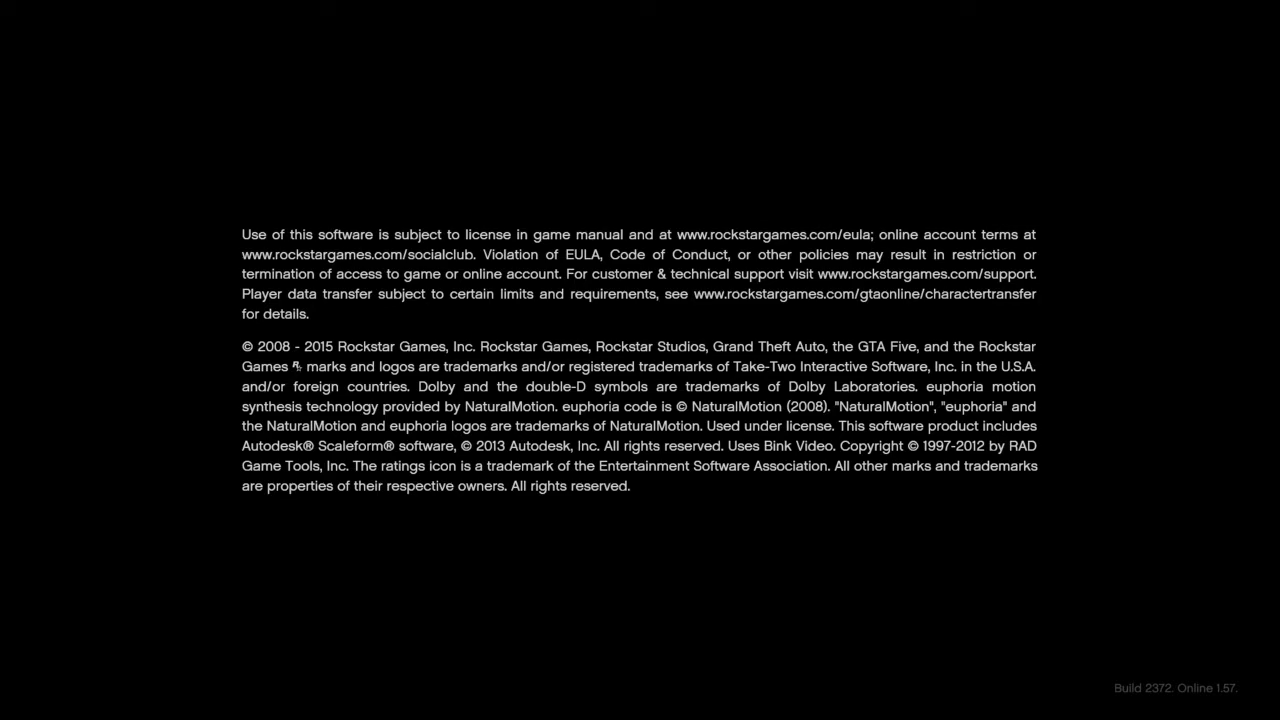 Use of this software is subject to license in game manual and at www.rockstargames.com/eula; online account terms at
www.rockstargames.com/socialclub. Violation of EULA, Code of Conduct, or other policies may result in restriction or
termination of access to game or online account. For customer & technical support visit www.rockstargames.com/support.
Player data transfer subject to certain limits and requirements, see www.rockstargames.com/gtaonline/charactertransfer
for details.
© 2008 - 2015 Rockstar Games, Inc. Rockstar Games, Rockstar Studios, Grand Theft Auto, the GTA Five, and the Rockstar
Games R* marks and logos are trademarks and/or registered trademarks of Take-Two Interactive Software, Inc. in the U.S.A.
and/or foreign countries. Dolby and the double-D symbols are trademarks of Dolby Laboratories. euphoria motion
synthesis technology provided by NaturalMotion. euphoria code is © NaturalMotion (2008). "NaturalMotion", "euphoria" and
the NaturalMotion and euphoria logos are trademarks of NaturalMotion. Used under license. This software product includes
Autodesk® Scaleform® software, © 2013 Autodesk, Inc. All rights reserved. Uses Bink Video. Copyright © 1997-2012 by RAD
Game Tools, Inc. The ratings icon is a trademark of the Entertainment Software Association. All other marks and trademarks
are properties of their respective owners. All rights reserved.
Build 2372. Online 1.57.